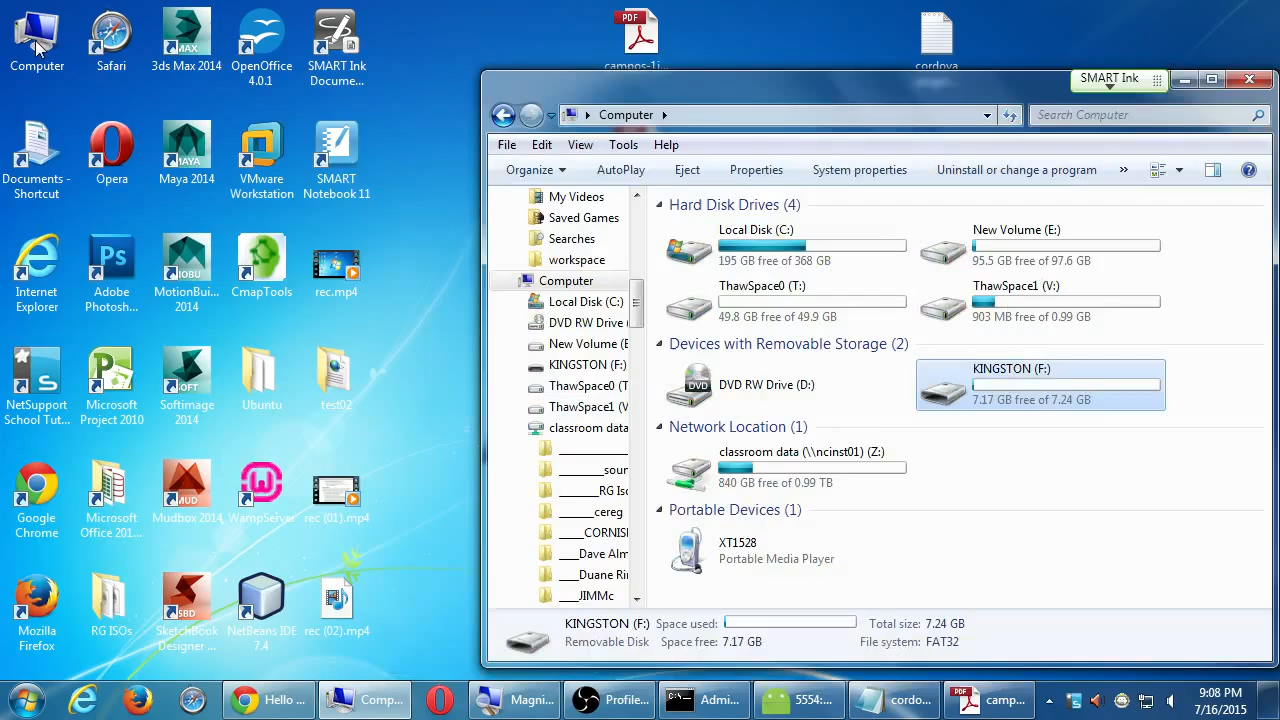 Computer
Safari
3ds Max 2014
OpenOffice
4.0.1
SMART Ink
Docume...
Documents -
Shortcut
Opera
Maya 2014
VMware
Workstation
SMART
Notebook 11
Internet
Explorer
Adobe
Photosh...
MotionBui...
2014
CmapTools
rec.mp4
NetSupport
School Tut...
Microsoft
Project 2010
Softimage
2014
Ubuntu
test02
Google
Chrome
Microsoft
Office 201...
Mudbox 2014
WampServer
rec (01).mp4
Mozilla
Firefox
RG ISOs
SketchBook
Designer ...
NetBeans IDE
7.4
rec (02).mp4
PDF
cordova
SMART Ink
Computer
Search Computer
File Edit View Tools Help
Organize AutoPlay Eject Properties System properties Uninstall or change a program »
My Videos
Saved Games
Searches
workspace
Computer
Local Disk (C:)
DVD RW Drive
New Volume (E
KINGSTON (F:)
ThawSpace0 (T
ThawSpace1 (V
classroom data
________soun
____RG Iso
____cereg
____CORNISH
____Dave Alm
____Duane Rin
____JIMMc
Hard Disk Drives (4)
Local Disk (C:)
195 GB free of 368 GB
New Volume (E:)
95.5 GB free of 97.6 GB
ThawSpace0 (T:)
49.8 GB free of 49.9 GB
ThawSpace1 (V:)
903 MB free of 0.99 GB
Devices with Removable Storage (2)
DVD
DVD RW Drive (D:)
KINGSTON (F:)
7.17 GB free of 7.24 GB
Network Location (1)
classroom data (\\ncinst01) (Z:)
840 GB free of 0.99 TB
Portable Devices (1)
XT1528
Portable Media Player
KINGSTON (F:) Space used: Total size: 7.24 GB
Removable Disk Space free: 7.17 GB File system: FAT32
Hello ...
Comp...
Magni...
Profile...
Admi...
5554:...
cordo...
camp...
9:08 PM
7/16/2015